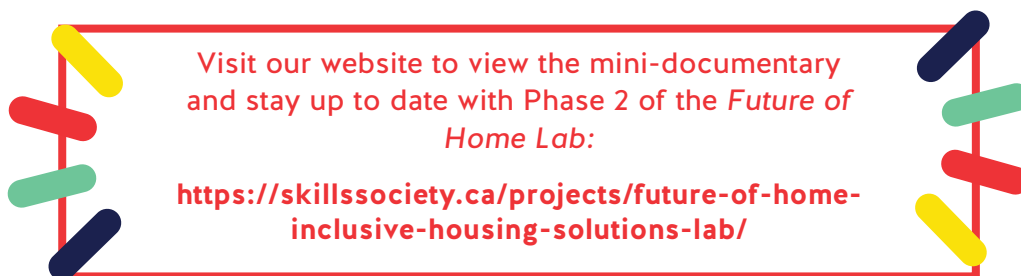 Visit our website to view the mini-documentary
and stay up to date with Phase 2 of the Future of
Home Lab:
https://skillssociety.ca/projects/future-of-home-
inclusive-housing-solutions-lab/